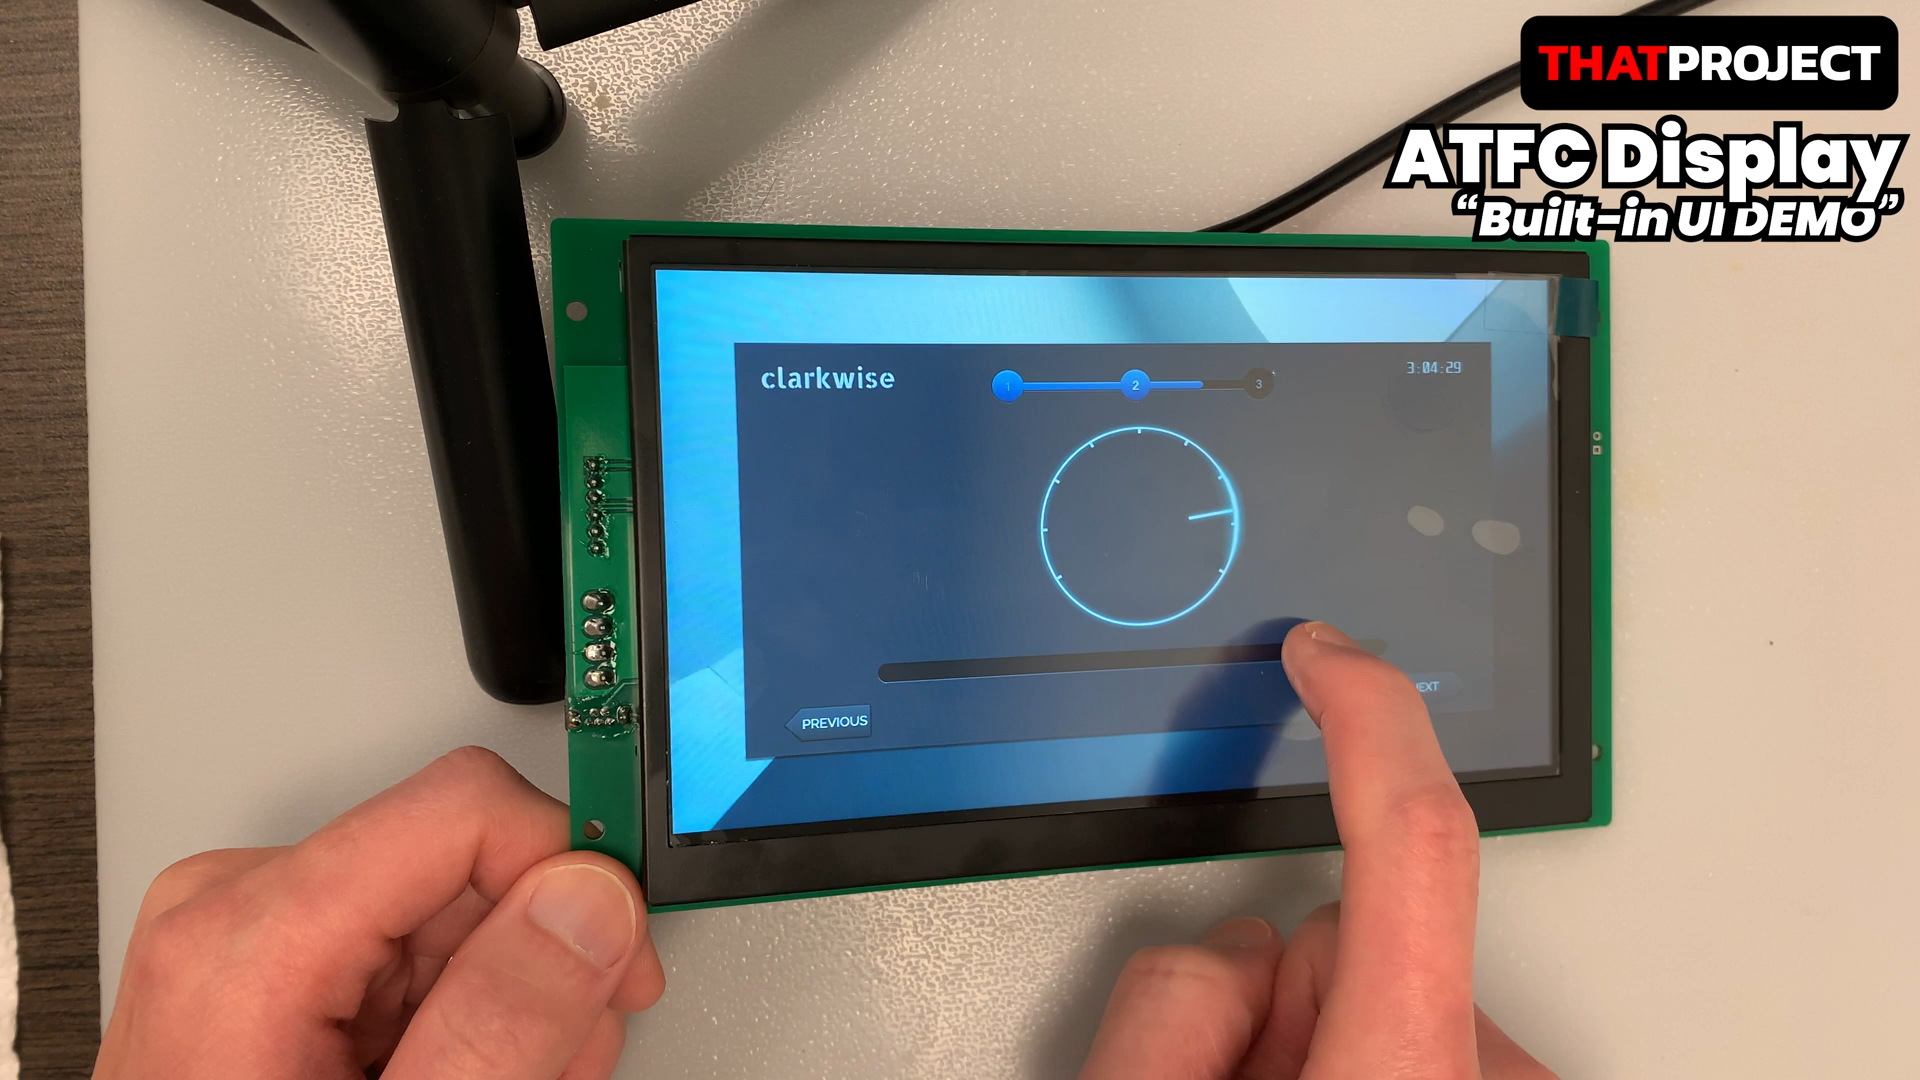 THATPROJECT
ATFC Display
“Built-in UI DEMO”
clarkwise
1 2 3
3:04:29
PREVIOUS